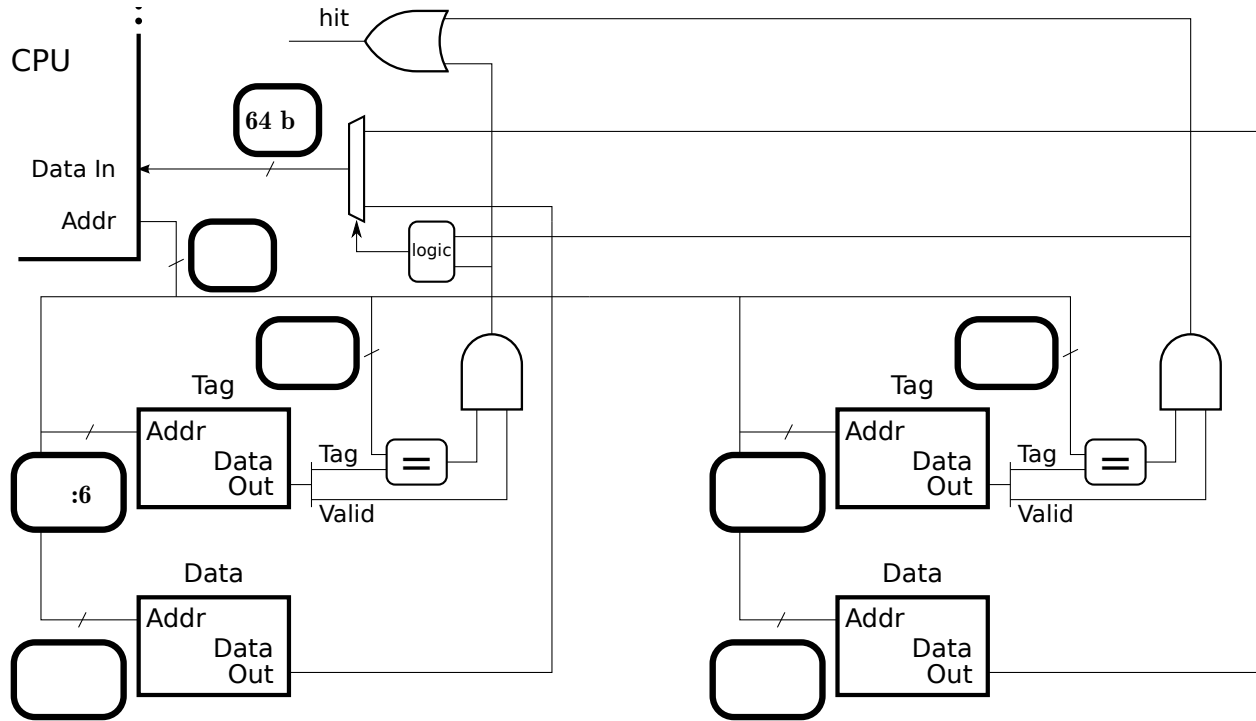 hit
CPU
64 b
Data In
Addr
logic
Tag
Addr
Data
Out
Tag
=
Valid
:6
Data
Addr
Data
Out
Tag
Addr
Data
Out
Tag
=
Valid
Data
Addr
Data
Out